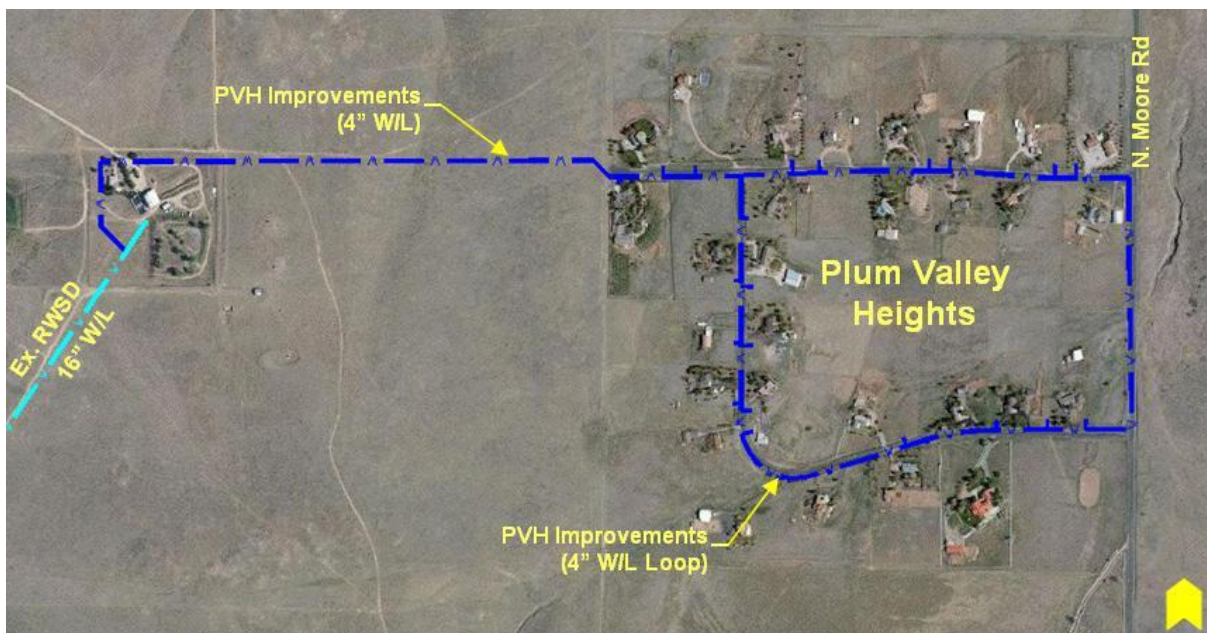 PVH Improvements
(4” W/L)
N. Moore Rd
Plum Valley
Heights
Ex. RWSD
16” W/L
PVH Improvements
(4” W/L Loop)